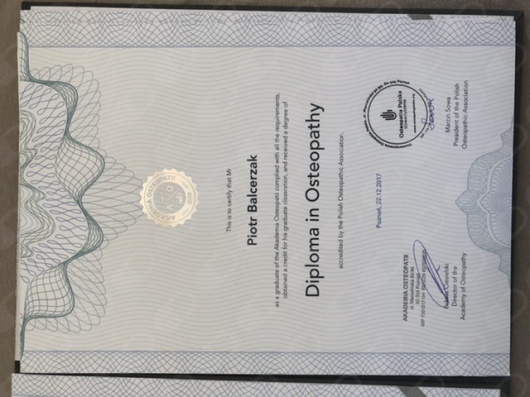 This is to certify that Mr
Piotr Balcerzak
as a graduate of the Akademia Osteopatii complied with all the requirements,
obtained a credit for his graduate dissertation, and received a degree of
Diploma in Osteopathy
accredited by the Polish Osteopathic Association.
Poznań, 22.12.2017
AKADEMIA OSTEOPATII
Director of the
Academy of Osteopathy
Osteopatia Polska
Marcin Sowa
President of the Polish
Osteopathic Association
AKADEMIA OSTEOPATII